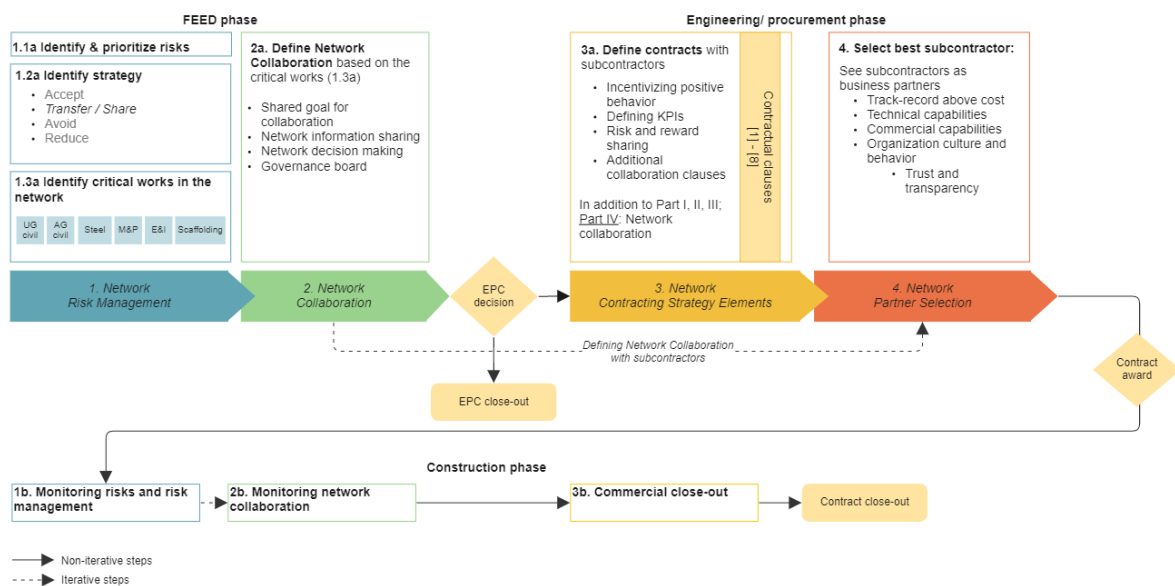 FEED phase
Engineering/ procurement phase
1.1a Identify & prioritize risks
1.2a Identify strategy
• Accept
• Transfer / Share
• Avoid
• Reduce
1.3a Identify critical works in the
network
UG
civil
AG
civil
Steel
M&P
E&I
Scaffolding
2a. Define Network
Collaboration based on the
critical works (1.3a)
• Shared goal for
collaboration
• Network information sharing
• Network decision making
• Governance board
3a. Define contracts with
subcontractors
• Incentivizing positive
behavior
• Defining KPIs
• Risk and reward
sharing
• Additional
collaboration clauses
In addition to Part I, II, III;
Part IV: Network
collaboration
Contractual clauses
[1] - [8]
4. Select best subcontractor:
See subcontractors as
business partners
• Track-record above cost
• Technical capabilities
• Commercial capabilities
• Organization culture and
behavior
• Trust and
transparency
1. Network
Risk Management
2. Network
Collaboration
EPC
decision
3. Network
Contracting Strategy Elements
4. Network
Partner Selection
Defining Network Collaboration
with subcontractors
EPC close-out
Contract
award
Construction phase
1b. Monitoring risks and risk
management
2b. Monitoring network
collaboration
3b. Commercial close-out
Contract close-out
Non-iterative steps
Iterative steps